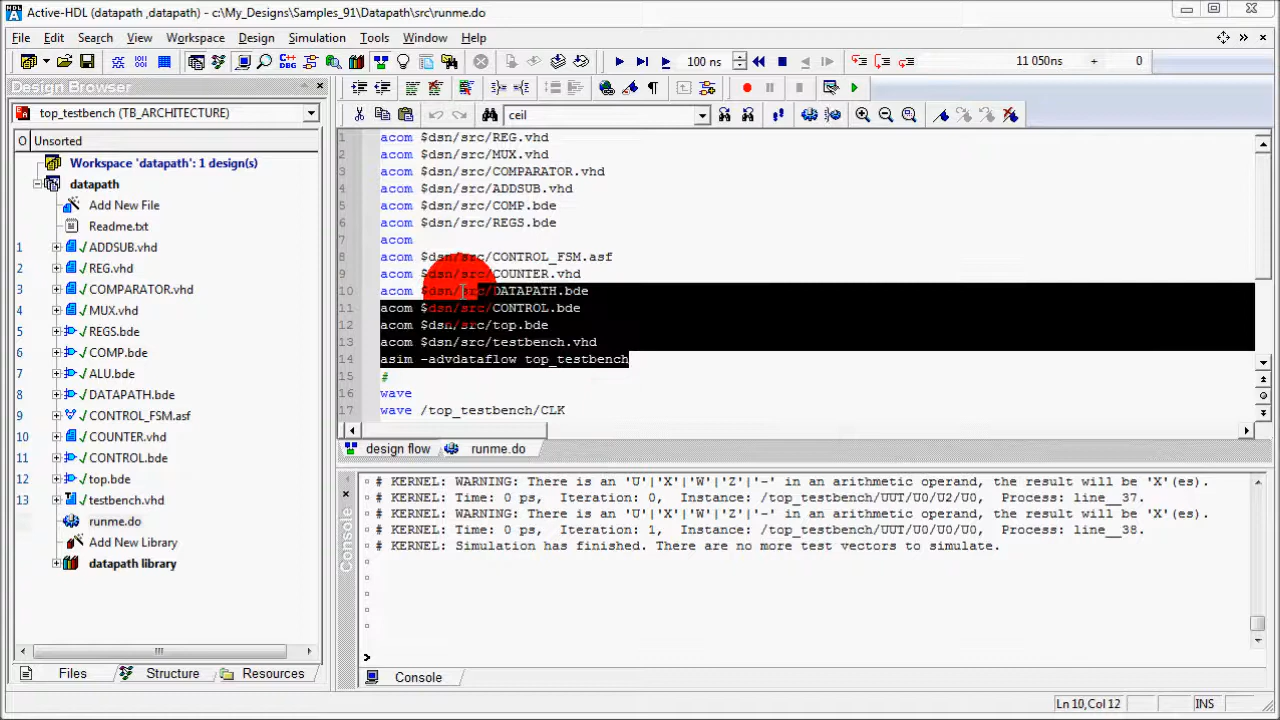 Active-HDL (datapath ,datapath) - c:\My_Designs\Samples_91\Datapath\src\runme.do
File Edit Search View Workspace Design Simulation Tools Window Help
100 ns
11 050ns + 0
Design Browser
top_testbench (TB_ARCHITECTURE)
ceil
O Unsorted
Workspace 'datapath': 1 design(s)
datapath
Add New File
Readme.txt
1 ADDSUB.vhd
2 REG.vhd
3 COMPARATOR.vhd
4 MUX.vhd
5 REGS.bde
6 COMP.bde
7 ALU.bde
8 DATAPATH.bde
9 CONTROL_FSM.asf
10 COUNTER.vhd
11 CONTROL.bde
12 top.bde
13 testbench.vhd
runme.do
Add New Library
datapath library
Files Structure Resources
1 acom $dsn/src/REG.vhd
2 acom $dsn/src/MUX.vhd
3 acom $dsn/src/COMPARATOR.vhd
4 acom $dsn/src/ADDSUB.vhd
5 acom $dsn/src/COMP.bde
6 acom $dsn/src/REGS.bde
7 acom
8 acom $dsn/src/CONTROL_FSM.asf
9 acom $dsn/src/COUNTER.vhd
10 acom $dsn/src/DATAPATH.bde
11 acom $dsn/src/CONTROL.bde
12 acom $dsn/src/top.bde
13 acom $dsn/src/testbench.vhd
14 asim -advdataflow top_testbench
15 #
16 wave
17 wave /top_testbench/CLK
design flow runme.do
Console
# KERNEL: WARNING: There is an 'U'|'X'|'W'|'Z'|'-' in an arithmetic operand, the result will be 'X'(es).
# KERNEL: Time: 0 ps, Iteration: 0, Instance: /top_testbench/UUT/U0/U2/U0, Process: line__37.
# KERNEL: WARNING: There is an 'U'|'X'|'W'|'Z'|'-' in an arithmetic operand, the result will be 'X'(es).
# KERNEL: Time: 0 ps, Iteration: 1, Instance: /top_testbench/UUT/U0/U0/U0, Process: line__38.
# KERNEL: Simulation has finished. There are no more test vectors to simulate.
>
Console
Ln 10,Col 12 INS